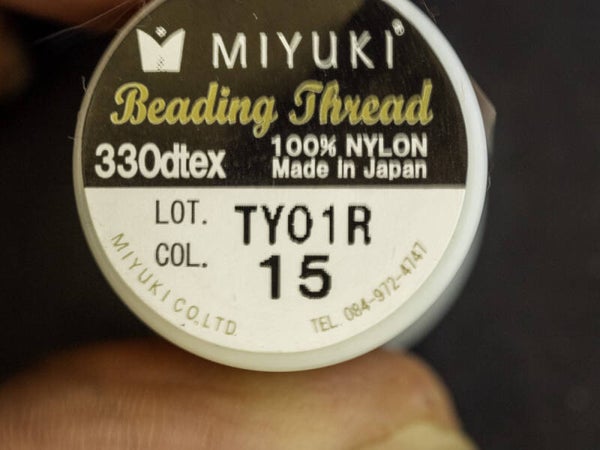 MIYUKI®
Beading Thread
330dtex
100% NYLON
Made in Japan
LOT. TY01R
COL. 15
MIYUKI CO.,LTD.
TEL. 084-972-4747